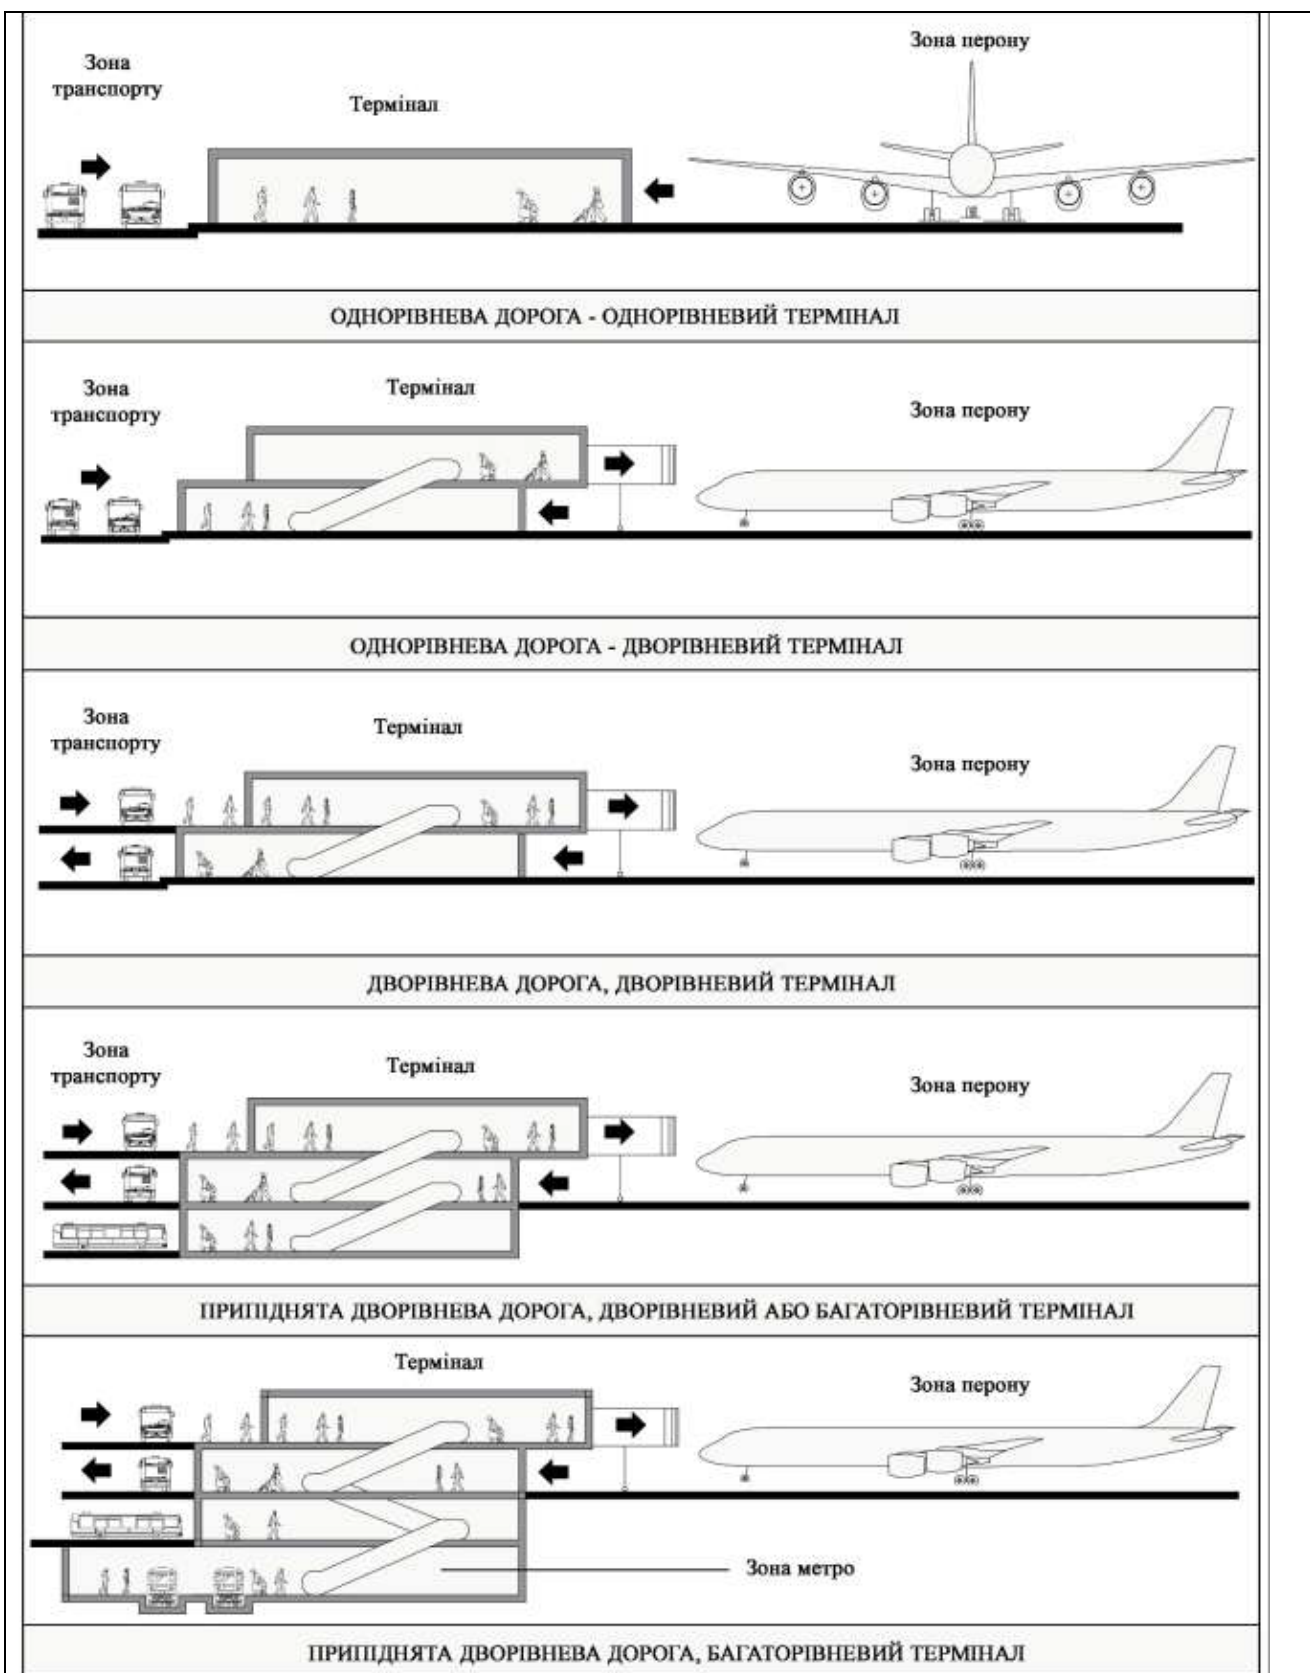 Зона перону
Зона
транспорту
Термінал
ОДНОРІВНЕВА ДОРОГА - ОДНОРІВНЕВИЙ ТЕРМІНАЛ
Зона
транспорту
Термінал
Зона перону
ОДНОРІВНЕВА ДОРОГА - ДВОРІВНЕВИЙ ТЕРМІНАЛ
Зона
транспорту
Термінал
Зона перону
ДВОРІВНЕВА ДОРОГА, ДВОРІВНЕВИЙ ТЕРМІНАЛ
Зона
транспорту
Термінал
Зона перону
ПРИПІДНЯТА ДВОРІВНЕВА ДОРОГА, ДВОРІВНЕВИЙ АБО БАГАТОРІВНЕВИЙ ТЕРМІНАЛ
Термінал
Зона перону
Зона метро
ПРИПІДНЯТА ДВОРІВНЕВА ДОРОГА, БАГАТОРІВНЕВИЙ ТЕРМІНАЛ